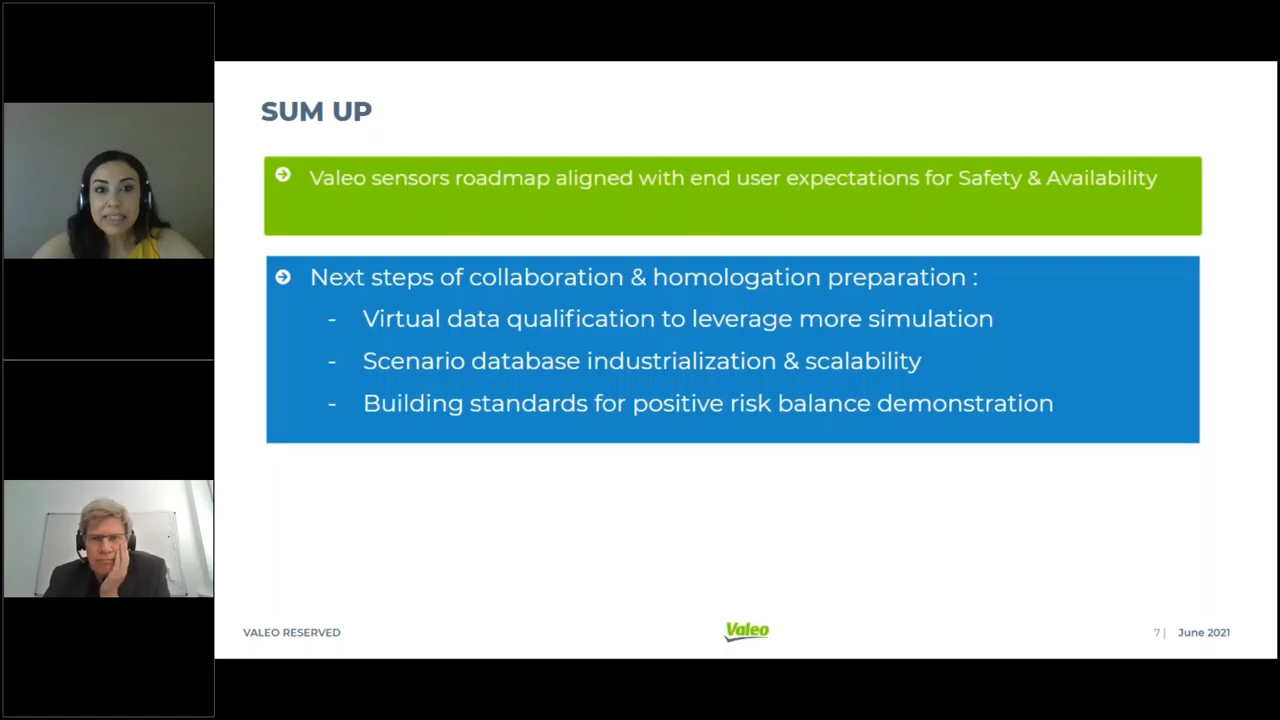 SUM UP
Valeo sensors roadmap aligned with end user expectations for Safety & Availability
Next steps of collaboration & homologation preparation :
- Virtual data qualification to leverage more simulation
- Scenario database industrialization & scalability
- Building standards for positive risk balance demonstration
VALEO RESERVED
Valeo
7 | June 2021